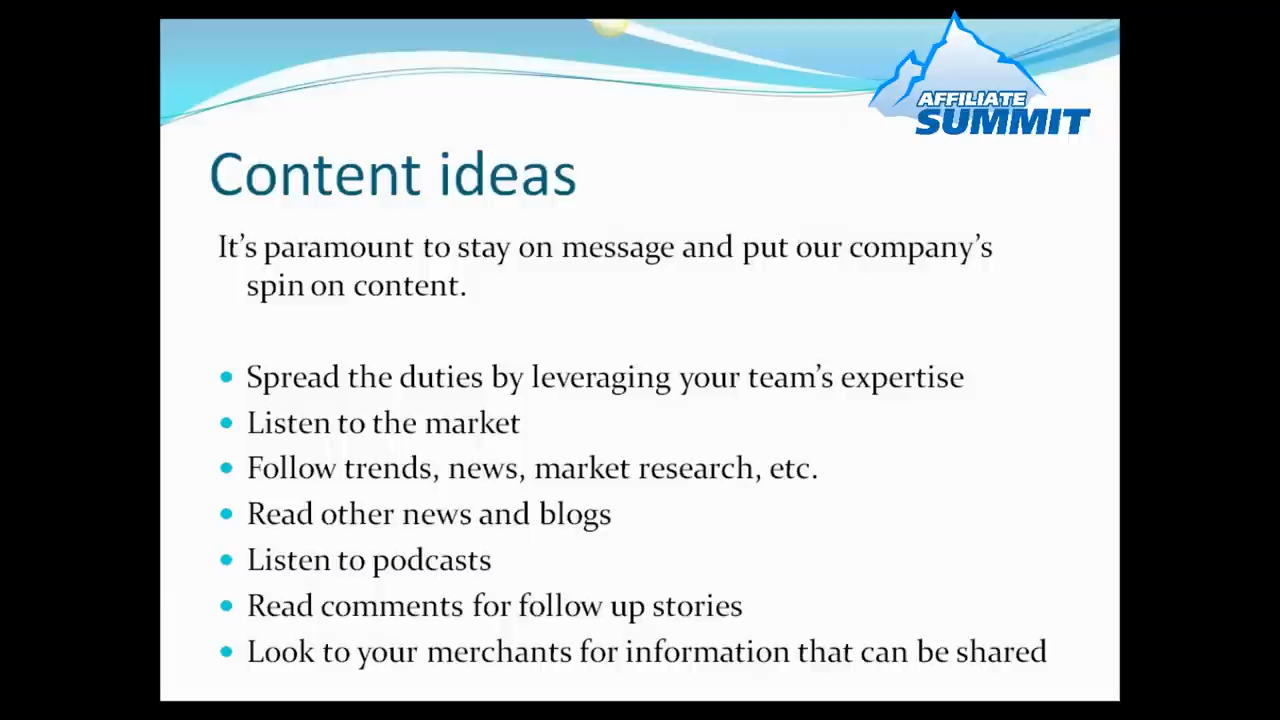 AFFILIATE
SUMMIT
Content ideas
It’s paramount to stay on message and put our company’s
spin on content.
• Spread the duties by leveraging your team’s expertise
• Listen to the market
• Follow trends, news, market research, etc.
• Read other news and blogs
• Listen to podcasts
• Read comments for follow up stories
• Look to your merchants for information that can be shared